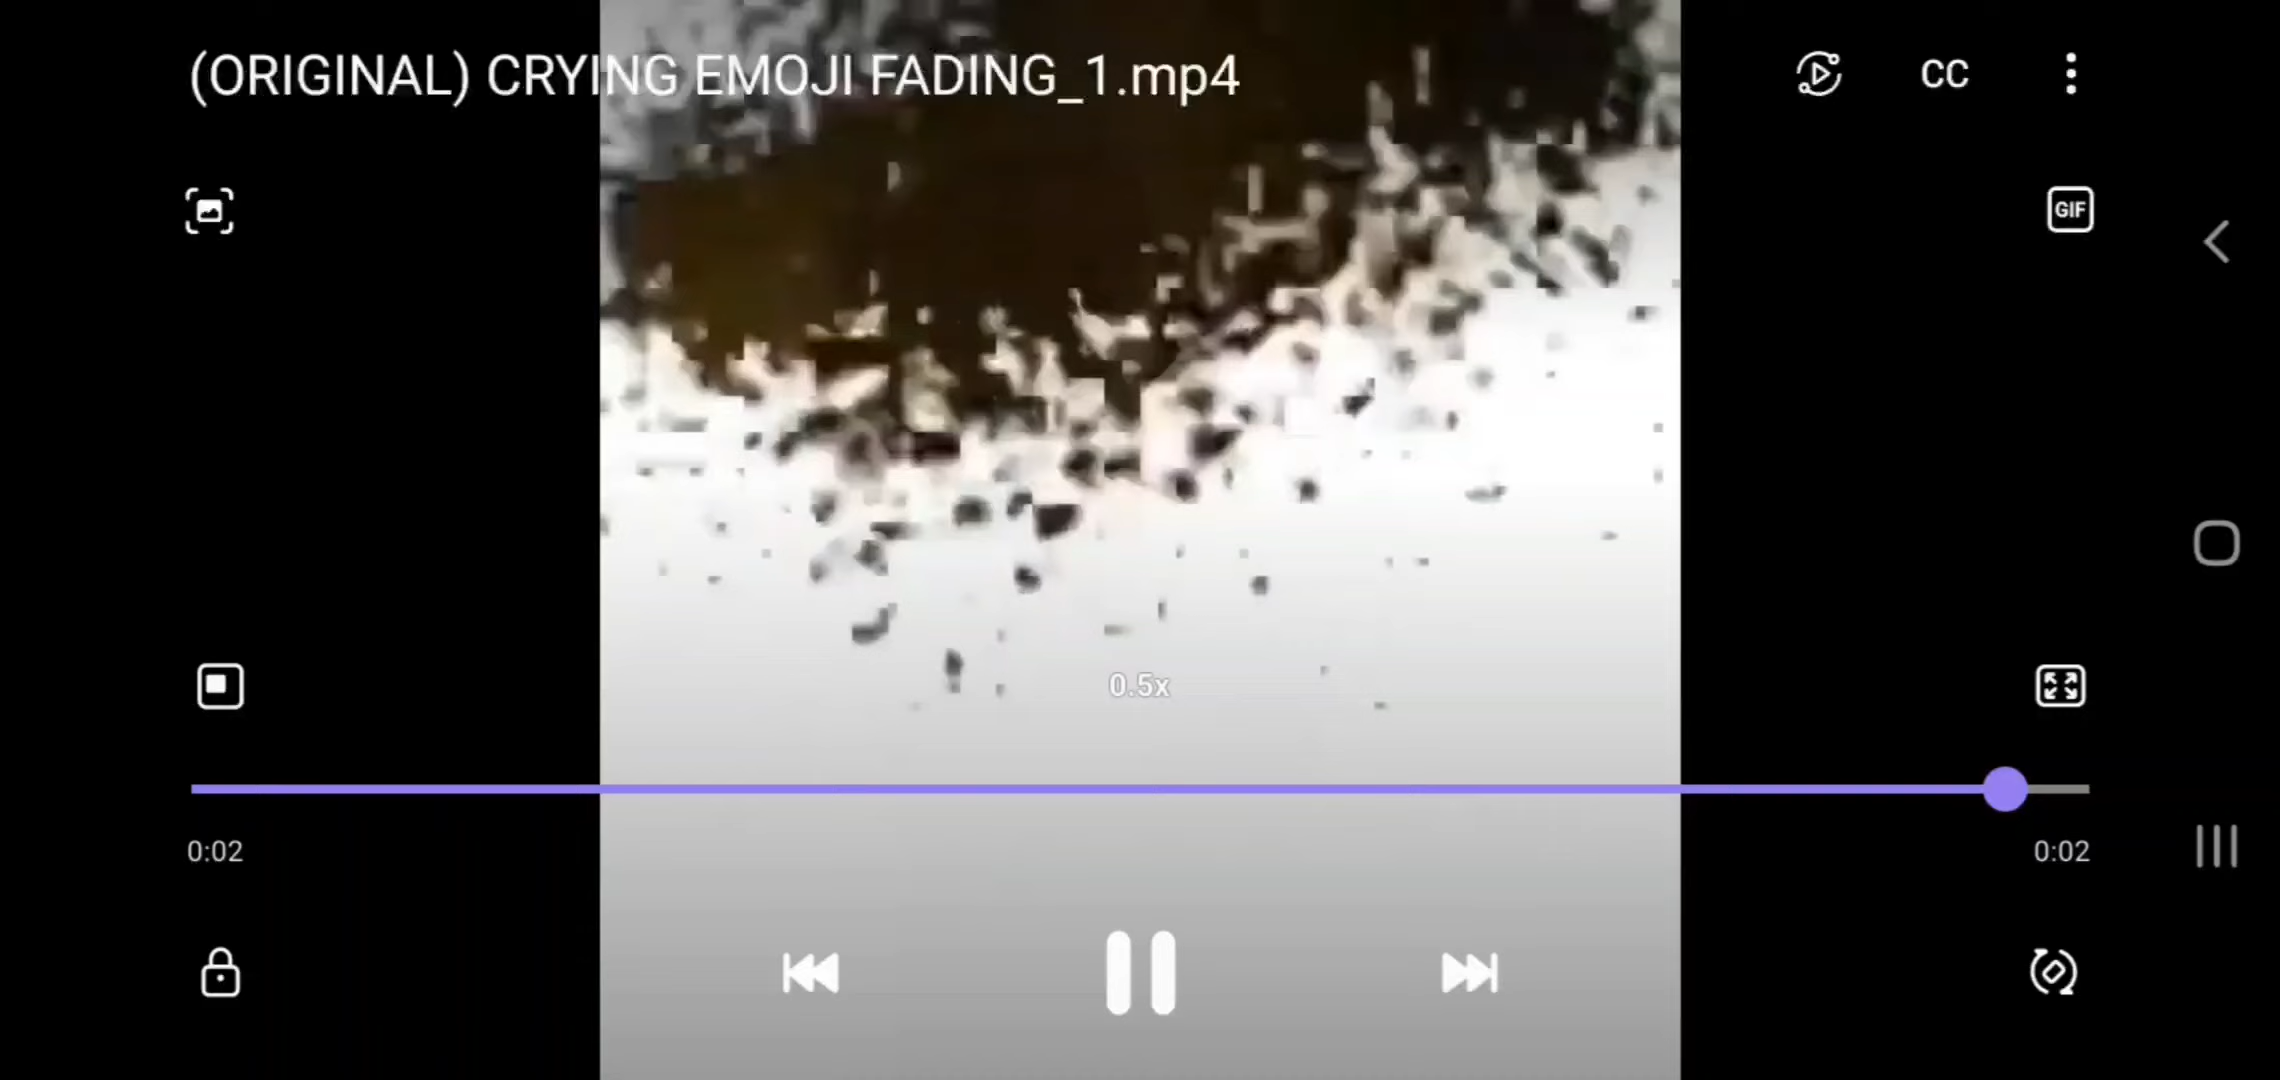 (ORIGINAL) CRYING EMOJI FADING_1.mp4
CC
GIF
0.5x
0:02
0:02